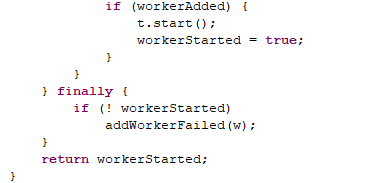 if (workerAdded) {
                t.start();
                workerStarted = true;
            }
        }
    } finally {
        if (! workerStarted)
            addWorkerFailed(w);
    }
    return workerStarted;
}